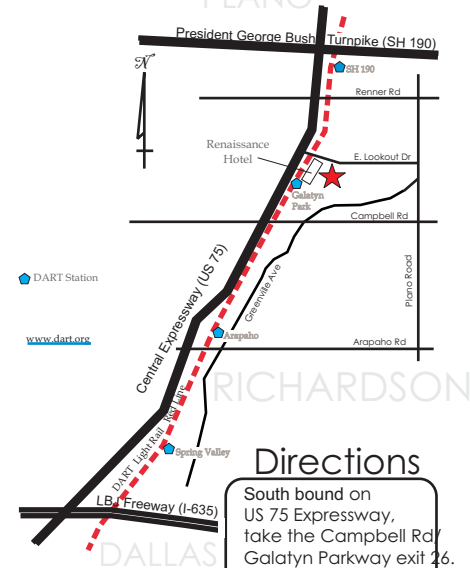 PLANO
President George Bush Turnpike (SH 190)
N
SH 190
Renner Rd
Renaissance
Hotel
E. Lookout Dr
Galatyn
Park
Campbell Rd
DART Station
Central Expressway (US 75)
Greenville Ave
Plano Road
www.dart.org
Arapaho
Arapaho Rd
RICHARDSON
DART Light Rail Red Line
Spring Valley
LBJ Freeway (I-635)
DALLAS
Directions
South bound on
US 75 Expressway,
take the Campbell Rd/
Galatyn Parkway exit 26.